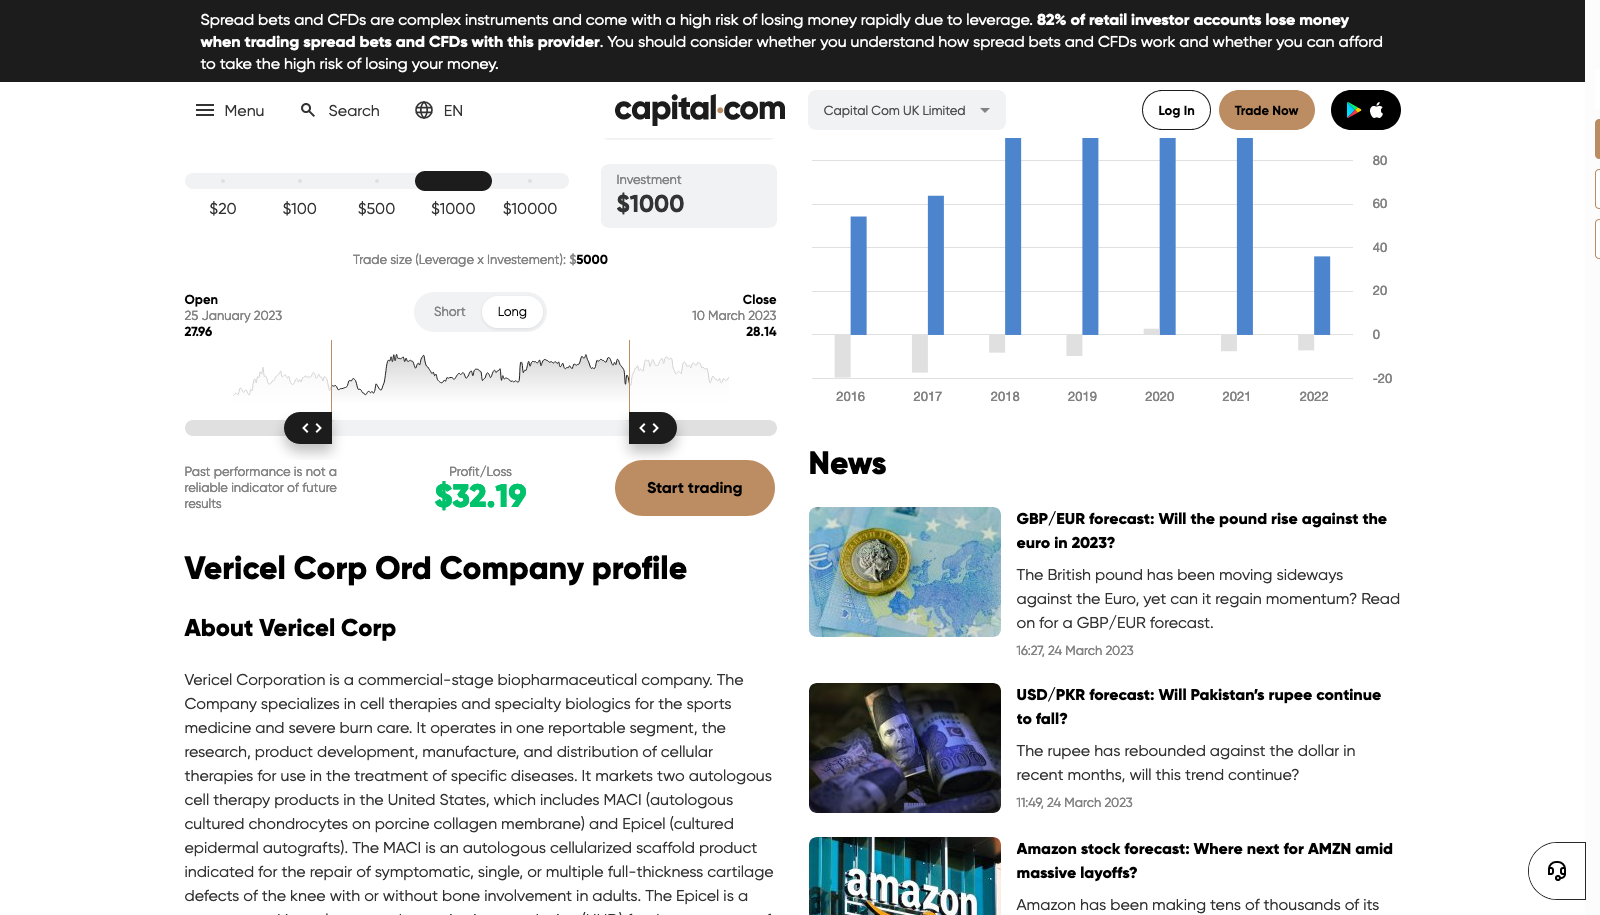 Spread bets and CFDs are complex instruments and come with a high risk of losing money rapidly due to leverage. 82% of retail investor accounts lose money
when trading spread bets and CFDs with this provider. You should consider whether you understand how spread bets and CFDs work and whether you can afford
to take the high risk of losing your money.
Menu
Search
EN
capital.com
Capital Com UK Limited
Log In
Trade Now
$20
$100
$500
$1000
$10000
Investment
$1000
Trade size (Leverage x Investement): $5000
Open
25 January 2023
27.96
Short
Long
Close
10 March 2023
28.14
Past performance is not a
reliable indicator of future
results
Profit/Loss
$32.19
Start trading
Vericel Corp Ord Company profile
About Vericel Corp
Vericel Corporation is a commercial-stage biopharmaceutical company. The
Company specializes in cell therapies and specialty biologics for the sports
medicine and severe burn care. It operates in one reportable segment, the
research, product development, manufacture, and distribution of cellular
therapies for use in the treatment of specific diseases. It markets two autologous
cell therapy products in the United States, which includes MACI (autologous
cultured chondrocytes on porcine collagen membrane) and Epicel (cultured
epidermal autografts). The MACI is an autologous cellularized scaffold product
indicated for the repair of symptomatic, single, or multiple full-thickness cartilage
defects of the knee with or without bone involvement in adults. The Epicel is a
80
60
40
20
0
-20
2016
2017
2018
2019
2020
2021
2022
News
GBP/EUR forecast: Will the pound rise against the
euro in 2023?
The British pound has been moving sideways
against the Euro, yet can it regain momentum? Read
on for a GBP/EUR forecast.
16:27, 24 March 2023
USD/PKR forecast: Will Pakistan's rupee continue
to fall?
The rupee has rebounded against the dollar in
recent months, will this trend continue?
11:49, 24 March 2023
amazon
Amazon stock forecast: Where next for AMZN amid
massive layoffs?
Amazon has been making tens of thousands of its